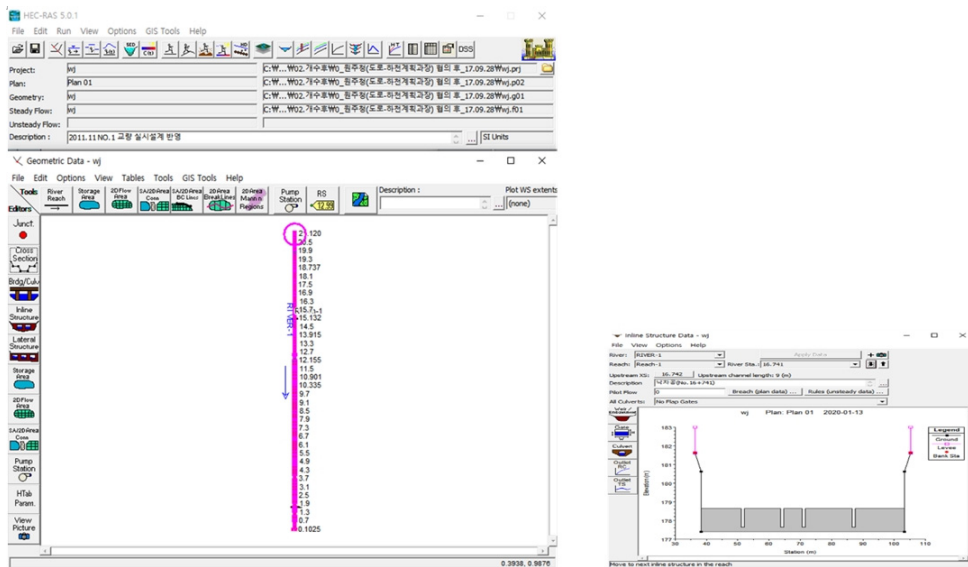 HEC-RAS 5.0.1
File Edit Run View Options GIS Tools Help
DSS
Project: wj
Plan: Plan 01
Geometry: wj
Steady Flow: wj
Unsteady Flow:
Description : 2011.11 NO.1 교량 실시설계 반영 ... SI Units
Geometric Data - wj
File Edit Options View Tables Tools GIS Tools Help
Tools
Editors
River Reach
Storage Area
2D Flow Area
SA/2D Area Conn
SA/2D Area BC Lines
2D Area Break Lines
2D Area Mann n Regions
Pump Station
RS
Description :
Plot WS extents
(none)
Junct.
Cross Section
Brdg/Culv
Inline Structure
Lateral Structure
Storage Area
2D Flow Area
SA/2D Area Conn
Pump Station
HTab Param.
View Picture
19.9
19.3
18.737
18.1
17.5
16.9
16.3
15.132
14.5
13.915
13.3
12.7
12.155
11.5
10.901
10.335
9.7
9.1
8.5
7.9
7.3
6.7
6.1
5.5
4.9
4.3
3.7
3.1
2.5
1.9
1.3
0.7
0.1025
0.3938, 0.9876
Inline Structure Data - wj
File View Options Help
River: RIVER-1 Apply Data
Reach: Reach-1 River Sta.: 16.741
Upstream XS: 16.742 Upstream channel length: 9 (m)
Description
Pilot Flow 0 Breach (plan data) ... Rules (unsteady data) ...
All Culverts: No Flap Gates
Gate
Culvert
Outlet RC
Outlet TS
wj Plan: Plan 01 2020-01-13
Legend
Ground
Levee
Bank Sta
Elevation (m)
183
182
181
180
179
178
177
30 40 50 60 70 80 90 100 110
Station (m)
Move to next inline structure in the reach